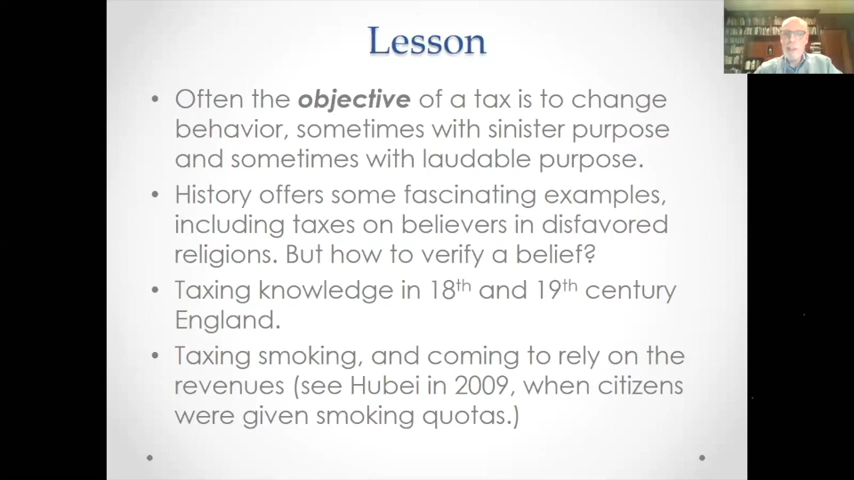 Lesson
• Often the objective of a tax is to change
behavior, sometimes with sinister purpose
and sometimes with laudable purpose.
• History offers some fascinating examples,
including taxes on believers in disfavored
religions. But how to verify a belief?
• Taxing knowledge in 18th and 19th century
England.
• Taxing smoking, and coming to rely on the
revenues (see Hubei in 2009, when citizens
were given smoking quotas.)